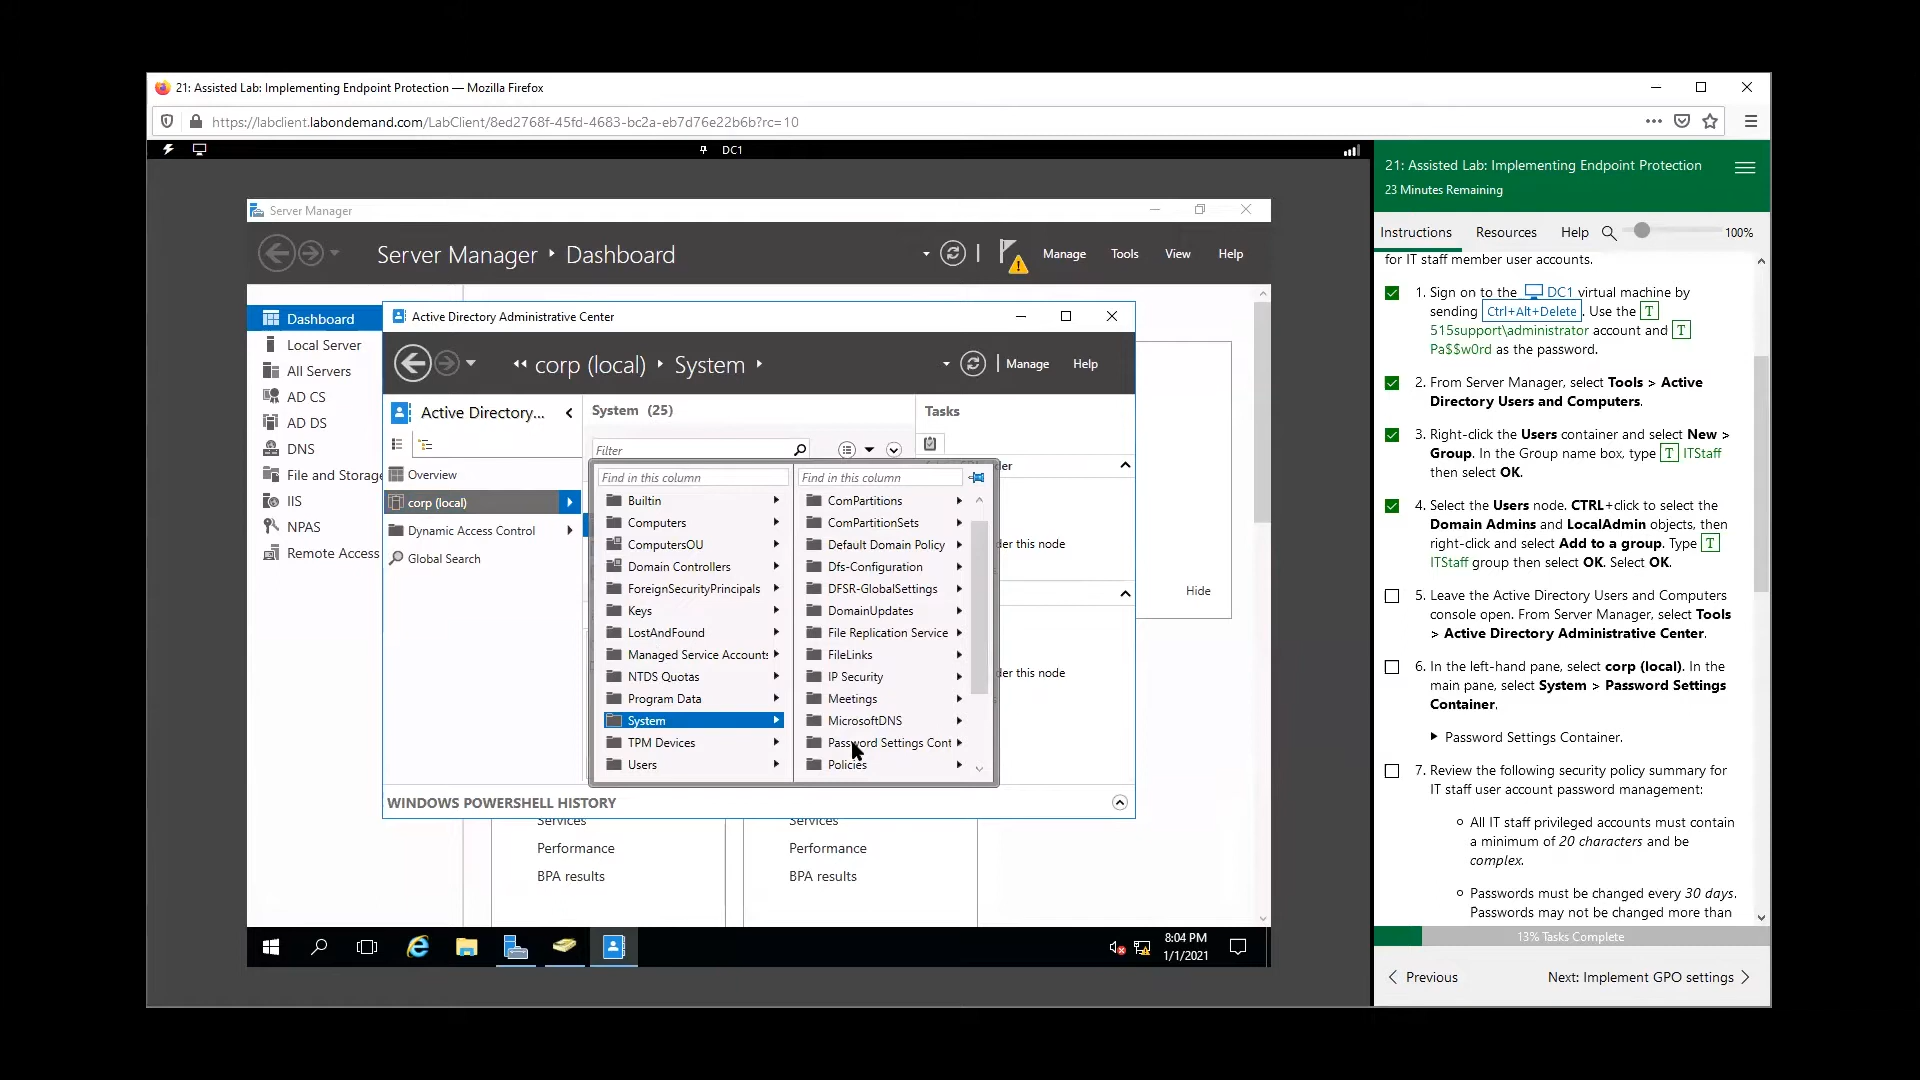 21: Assisted Lab: Implementing Endpoint Protection — Mozilla Firefox
https://labclient.labondemand.com/LabClient/8ed2768f-45fd-4683-bc2a-eb7d76e22b6b?rc=10
DC1
Server Manager
Server Manager
Dashboard
Manage
Tools
View
Help
Dashboard
Local Server
All Servers
AD CS
AD DS
DNS
File and Storage
IIS
NPAS
Remote Access
Active Directory Administrative Center
corp (local)
System
Manage
Help
Active Directory...
Overview
corp (local)
Dynamic Access Control
Global Search
System (25)
Filter
Find in this column
Builtin
Computers
ComputersOU
Domain Controllers
ForeignSecurityPrincipals
Keys
LostAndFound
Managed Service Accounts
NTDS Quotas
Program Data
System
TPM Devices
Users
Find in this column
ComPartitions
ComPartitionSets
Default Domain Policy
Dfs-Configuration
DFSR-GlobalSettings
DomainUpdates
File Replication Service
FileLinks
IP Security
Meetings
MicrosoftDNS
Password Settings Cont
Policies
Tasks
der this node
der this node
Hide
WINDOWS POWERSHELL HISTORY
Services
Performance
BPA results
Services
Performance
BPA results
8:04 PM
1/1/2021
21: Assisted Lab: Implementing Endpoint Protection
23 Minutes Remaining
Instructions
Resources
Help
100%
for IT staff member user accounts.
1. Sign on to the DC1 virtual machine by
sending Ctrl+Alt+Delete. Use the T
515support\administrator account and T
Pa$$w0rd as the password.
2. From Server Manager, select Tools > Active
Directory Users and Computers.
3. Right-click the Users container and select New >
Group. In the Group name box, type T ITStaff
then select OK.
4. Select the Users node. CTRL+click to select the
Domain Admins and LocalAdmin objects, then
right-click and select Add to a group. Type T
ITStaff group then select OK. Select OK.
5. Leave the Active Directory Users and Computers
console open. From Server Manager, select Tools
> Active Directory Administrative Center.
6. In the left-hand pane, select corp (local). In the
main pane, select System > Password Settings
Container.
Password Settings Container.
7. Review the following security policy summary for
IT staff user account password management:
All IT staff privileged accounts must contain
a minimum of 20 characters and be
complex.
Passwords must be changed every 30 days.
Passwords may not be changed more than
13% Tasks Complete
Previous
Next: Implement GPO settings